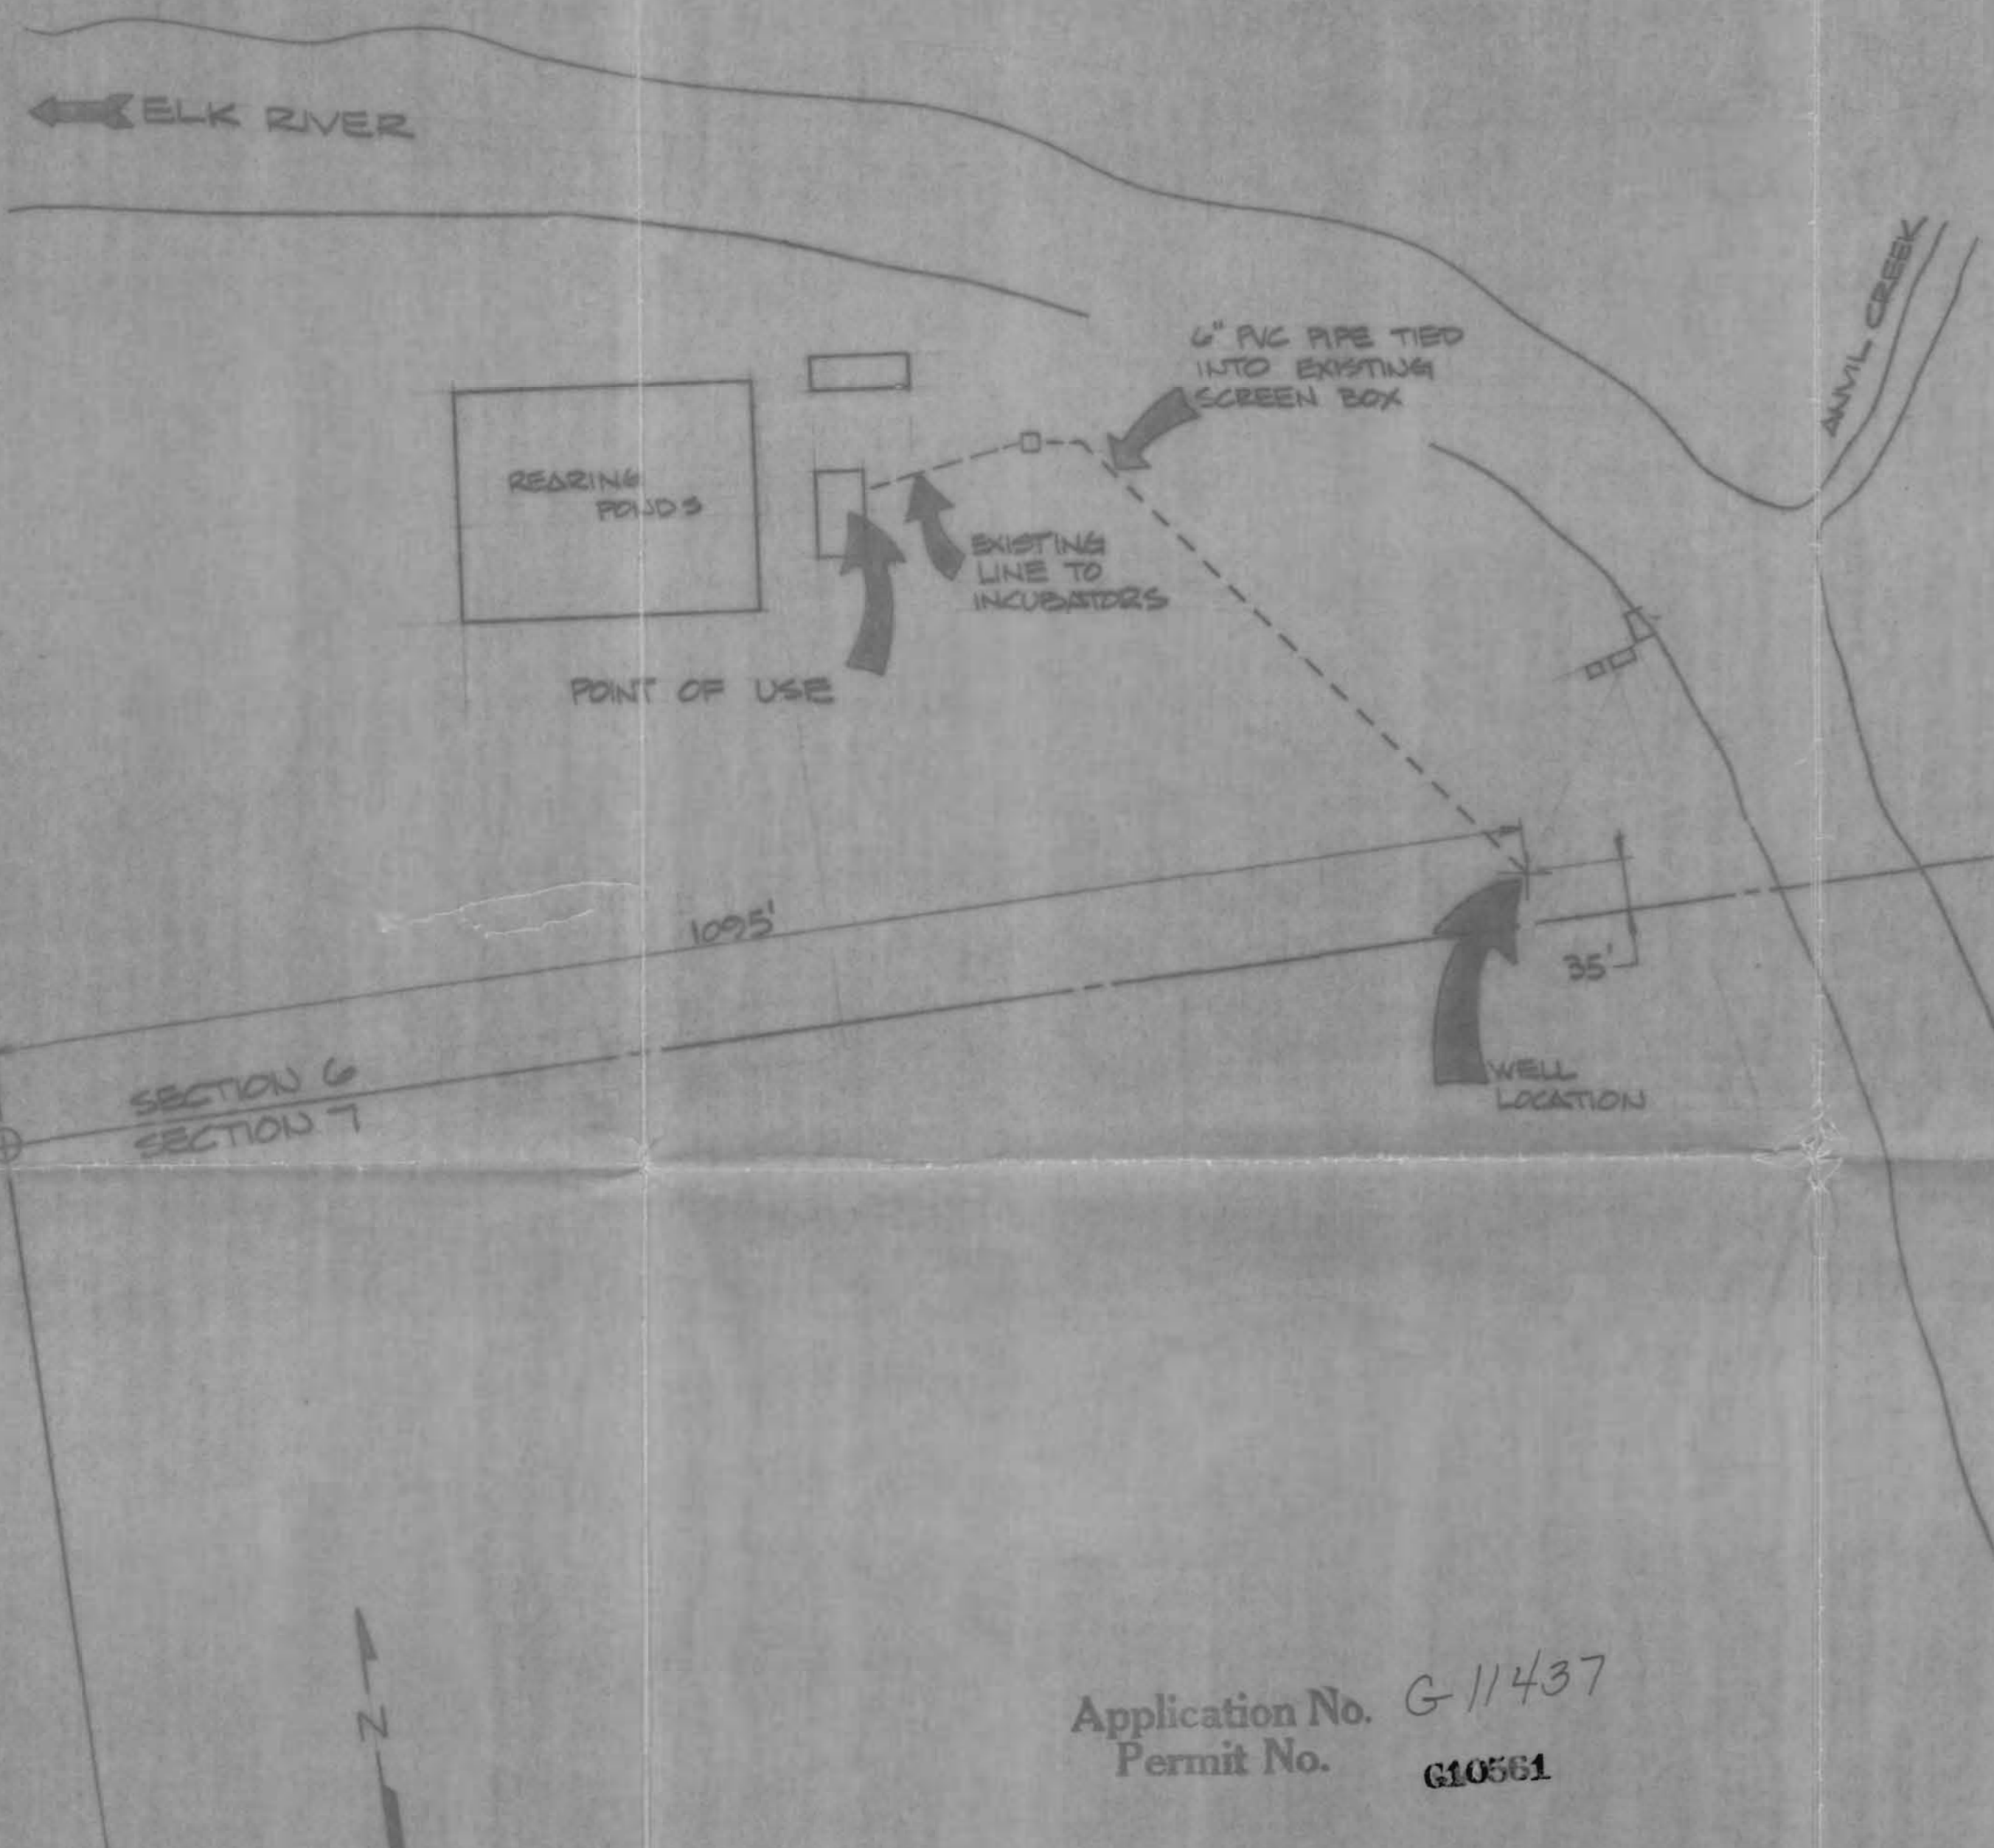 ELK RIVER
ANVIL CREEK
6" PVC PIPE TIED
INTO EXISTING
SCREEN BOX
REARING
PONDS
EXISTING
LINE TO
INCUBATORS
POINT OF USE
1095'
35'
SECTION 6
SECTION 7
WELL
LOCATION
N
Application No. G 11437
Permit No. G10561